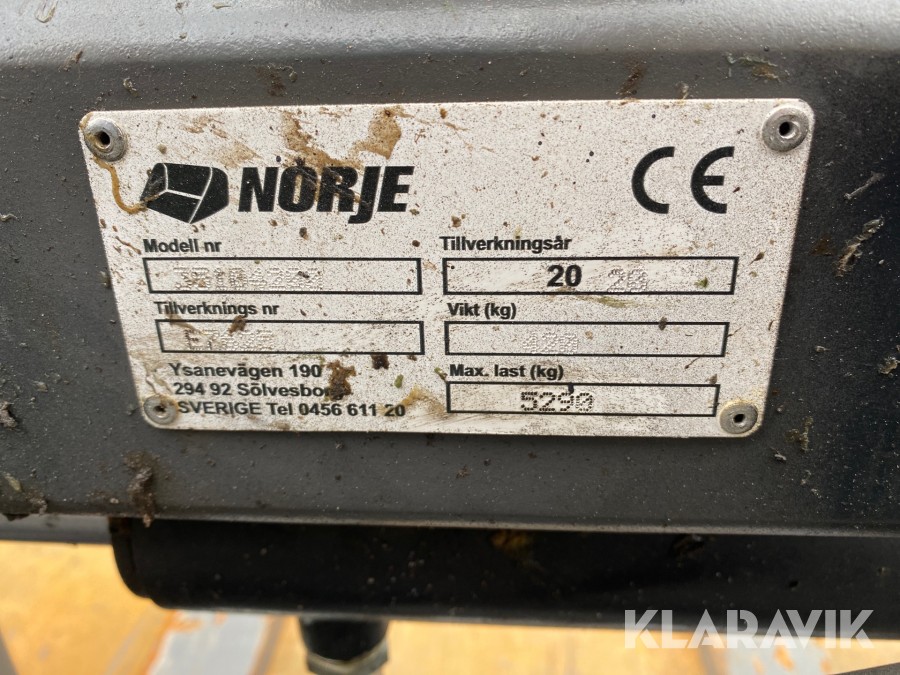 NORJE
CE
Modell nr
Tillverkningsår
20 20
Tillverknings nr
Vikt (kg)
480
Ysanevägen 190
Max. last (kg)
294 92 Sölvesborg
5290
SVERIGE Tel 0456 611 20
KLARAVIK